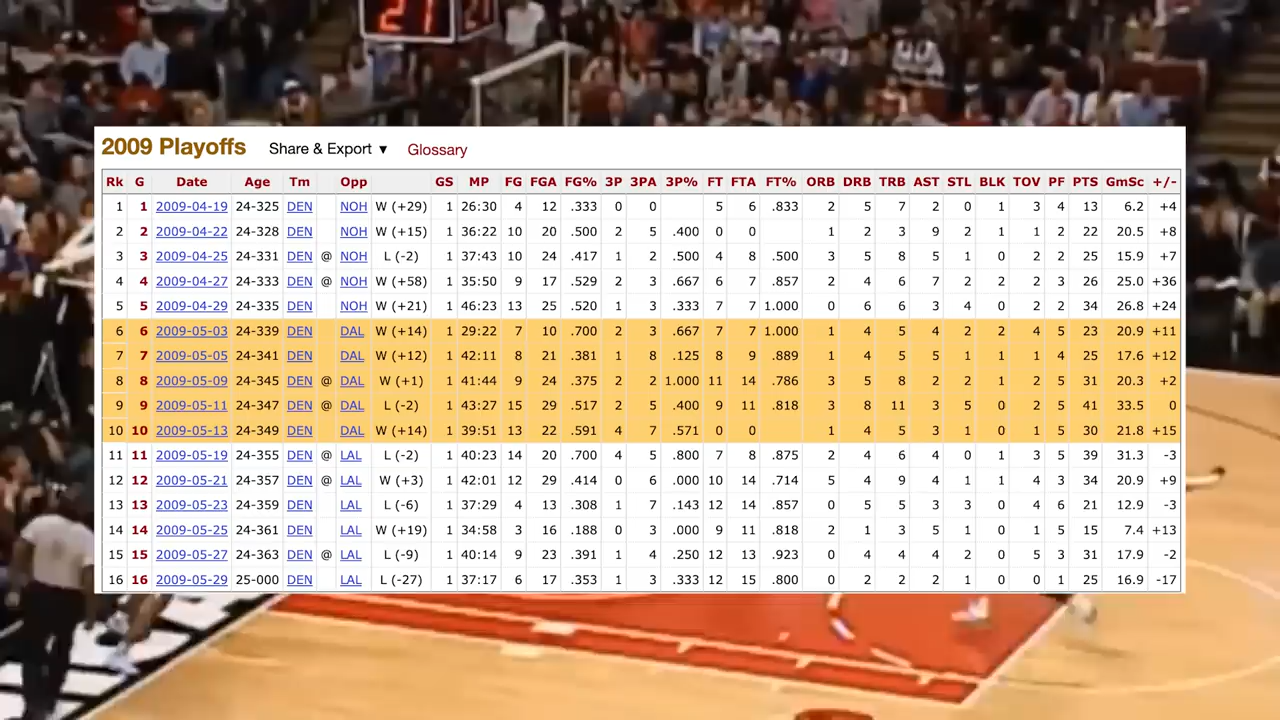 21 21
2009 Playoffs Share & Export ▼ Glossary
Rk G Date Age Tm Opp GS MP FG FGA FG% 3P 3PA 3P% FT FTA FT% ORB DRB TRB AST STL BLK TOV PF PTS GmSc +/-
1 1 2009-04-19 24-325 DEN NOH W (+29) 1 26:30 4 12 .333 0 0 5 6 .833 2 5 7 2 0 1 3 4 13 6.2 +4
2 2 2009-04-22 24-328 DEN NOH W (+15) 1 36:22 10 20 .500 2 5 .400 0 0 1 2 3 9 2 1 1 2 22 20.5 +8
3 3 2009-04-25 24-331 DEN @ NOH L (-2) 1 37:43 10 24 .417 1 2 .500 4 8 .500 3 5 8 5 1 0 2 2 25 15.9 +7
4 4 2009-04-27 24-333 DEN @ NOH W (+58) 1 35:50 9 17 .529 2 3 .667 6 7 .857 2 4 6 7 2 2 2 3 26 25.0 +36
5 5 2009-04-29 24-335 DEN NOH W (+21) 1 46:23 13 25 .520 1 3 .333 7 7 1.000 0 6 6 3 4 0 2 2 34 26.8 +24
6 6 2009-05-03 24-339 DEN DAL W (+14) 1 29:22 7 10 .700 2 3 .667 7 7 1.000 1 4 5 4 2 2 4 5 23 20.9 +11
7 7 2009-05-05 24-341 DEN DAL W (+12) 1 42:11 8 21 .381 1 8 .125 8 9 .889 1 4 5 5 1 1 1 4 25 17.6 +12
8 8 2009-05-09 24-345 DEN @ DAL W (+1) 1 41:44 9 24 .375 2 2 1.000 11 14 .786 3 5 8 2 2 1 2 5 31 20.3 +2
9 9 2009-05-11 24-347 DEN @ DAL L (-2) 1 43:27 15 29 .517 2 5 .400 9 11 .818 3 8 11 3 5 0 2 5 41 33.5 0
10 10 2009-05-13 24-349 DEN DAL W (+14) 1 39:51 13 22 .591 4 7 .571 0 0 1 4 5 3 1 0 1 5 30 21.8 +15
11 11 2009-05-19 24-355 DEN @ LAL L (-2) 1 40:23 14 20 .700 4 5 .800 7 8 .875 2 4 6 4 0 1 3 5 39 31.3 -3
12 12 2009-05-21 24-357 DEN @ LAL W (+3) 1 42:01 12 29 .414 0 6 .000 10 14 .714 5 4 9 4 1 1 4 3 34 20.9 +9
13 13 2009-05-23 24-359 DEN LAL L (-6) 1 37:29 4 13 .308 1 7 .143 12 14 .857 0 5 5 3 3 0 4 6 21 12.9 -3
14 14 2009-05-25 24-361 DEN LAL W (+19) 1 34:58 3 16 .188 0 3 .000 9 11 .818 2 1 3 5 1 0 1 5 15 7.4 +13
15 15 2009-05-27 24-363 DEN @ LAL L (-9) 1 40:14 9 23 .391 1 4 .250 12 13 .923 0 4 4 4 2 0 5 3 31 17.9 -2
16 16 2009-05-29 25-000 DEN LAL L (-27) 1 37:17 6 17 .353 1 3 .333 12 15 .800 0 2 2 2 1 0 0 1 25 16.9 -17